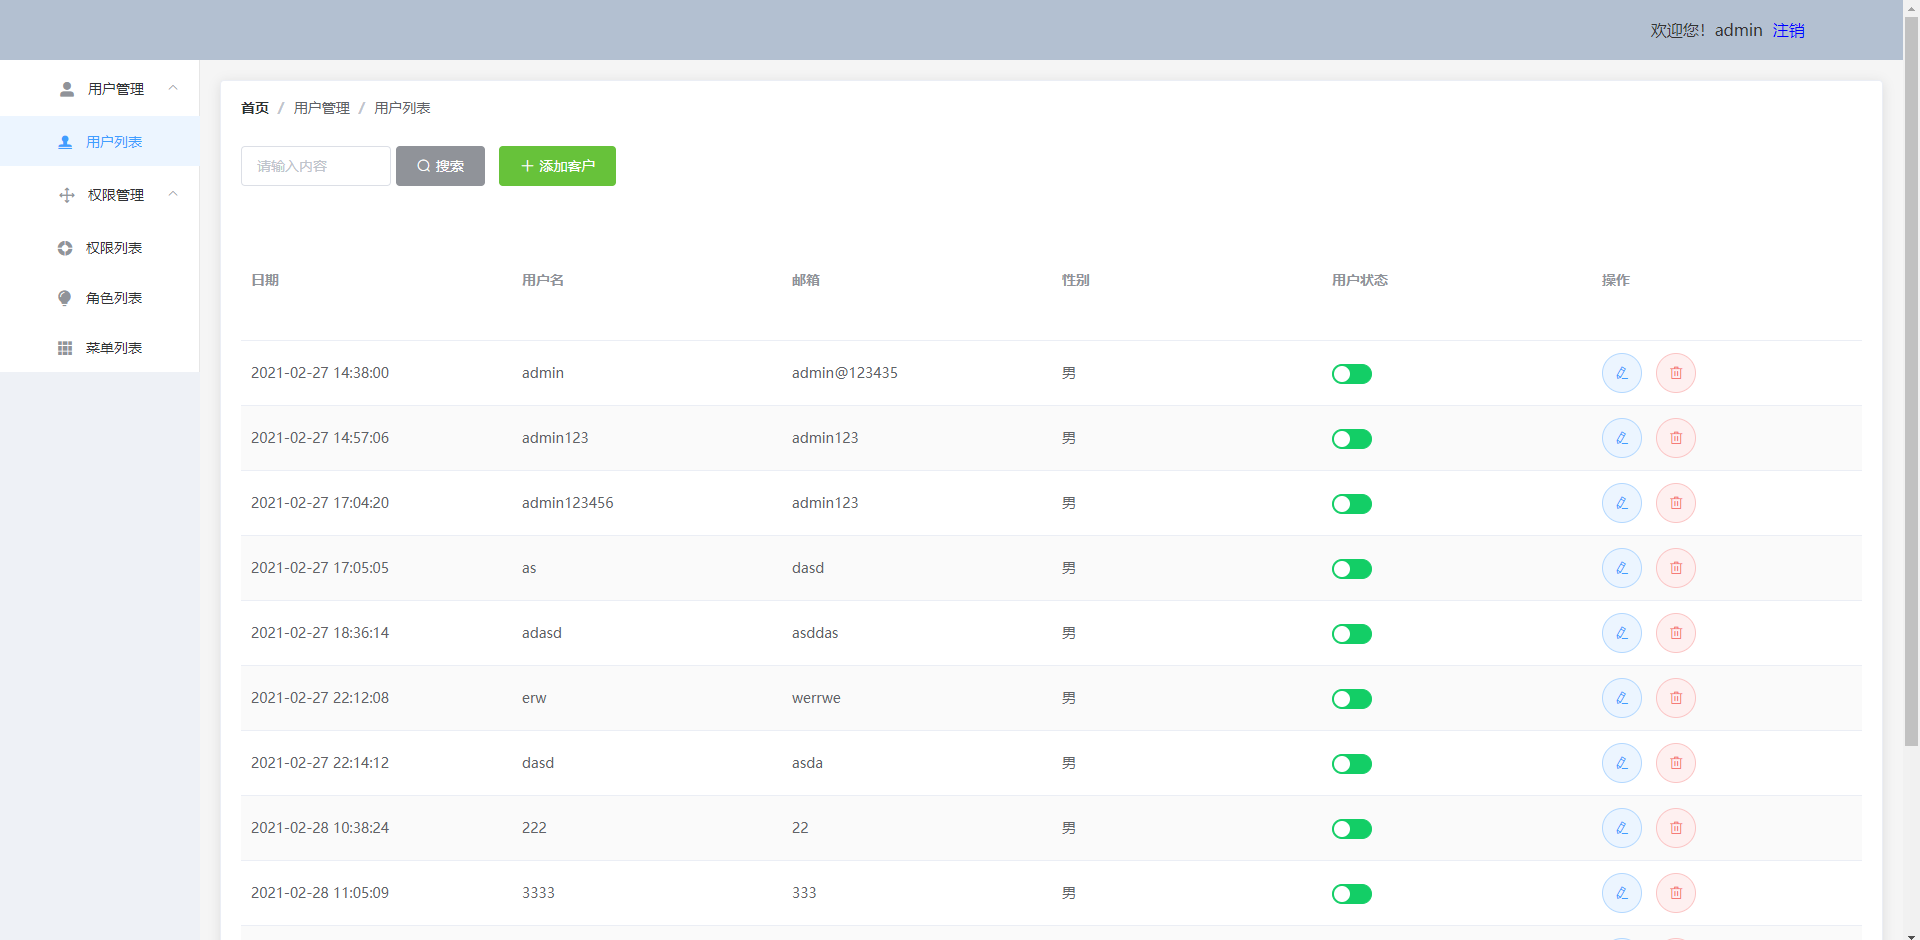 欢迎您！admin 注销
用户管理
用户列表
权限管理
权限列表
角色列表
菜单列表
首页 / 用户管理 / 用户列表
请输入内容 搜索 添加客户
日期 用户名 邮箱 性别 用户状态 操作
2021-02-27 14:38:00 admin admin@123435 男
2021-02-27 14:57:06 admin123 admin123 男
2021-02-27 17:04:20 admin123456 admin123 男
2021-02-27 17:05:05 as dasd 男
2021-02-27 18:36:14 adasd asddas 男
2021-02-27 22:12:08 erw werrwe 男
2021-02-27 22:14:12 dasd asda 男
2021-02-28 10:38:24 222 22 男
2021-02-28 11:05:09 3333 333 男